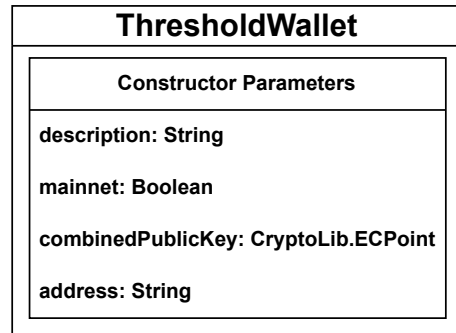 ThresholdWallet
Constructor Parameters
description: String
mainnet: Boolean
combinedPublicKey: CryptoLib.ECPoint
address: String